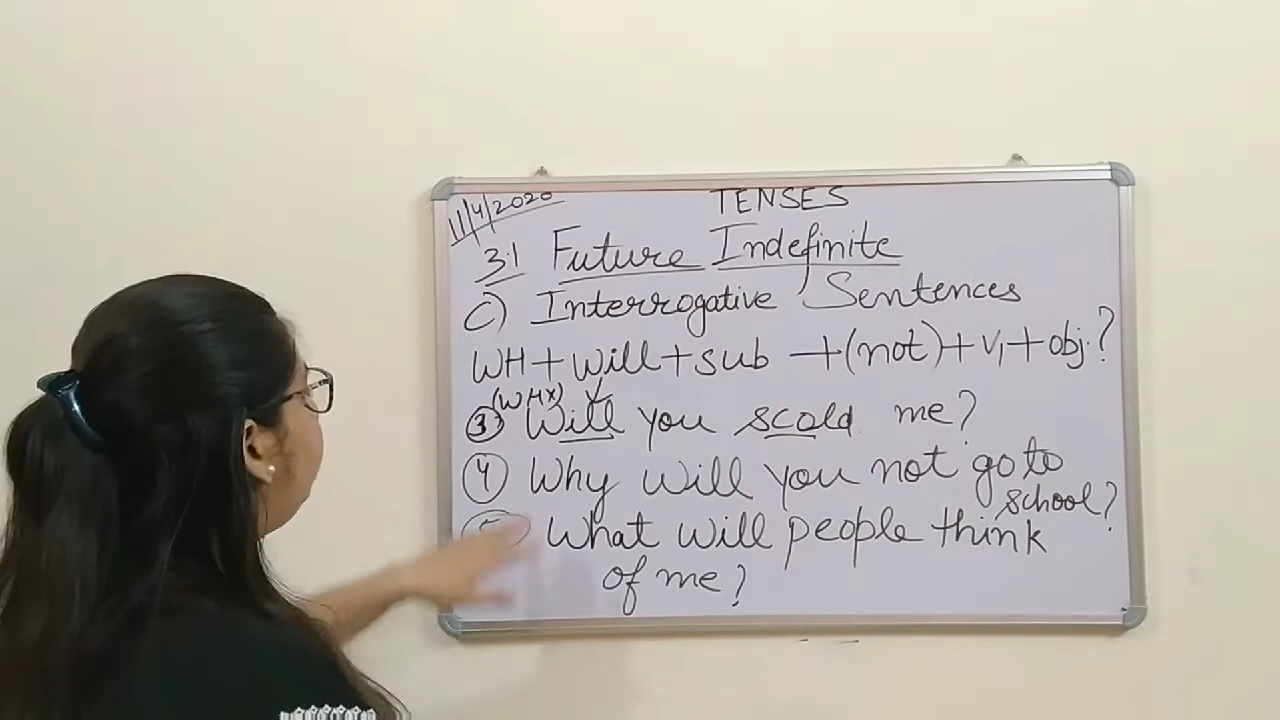 11/4/2020 TENSES
3.1 Future Indefinite
C) Interrogative Sentences
WH + will + sub + (not) + V₁ + obj.?
(WHX)
③ Will you scold me?
④ Why will you not go to
school?
⑤ What will people think
of me?